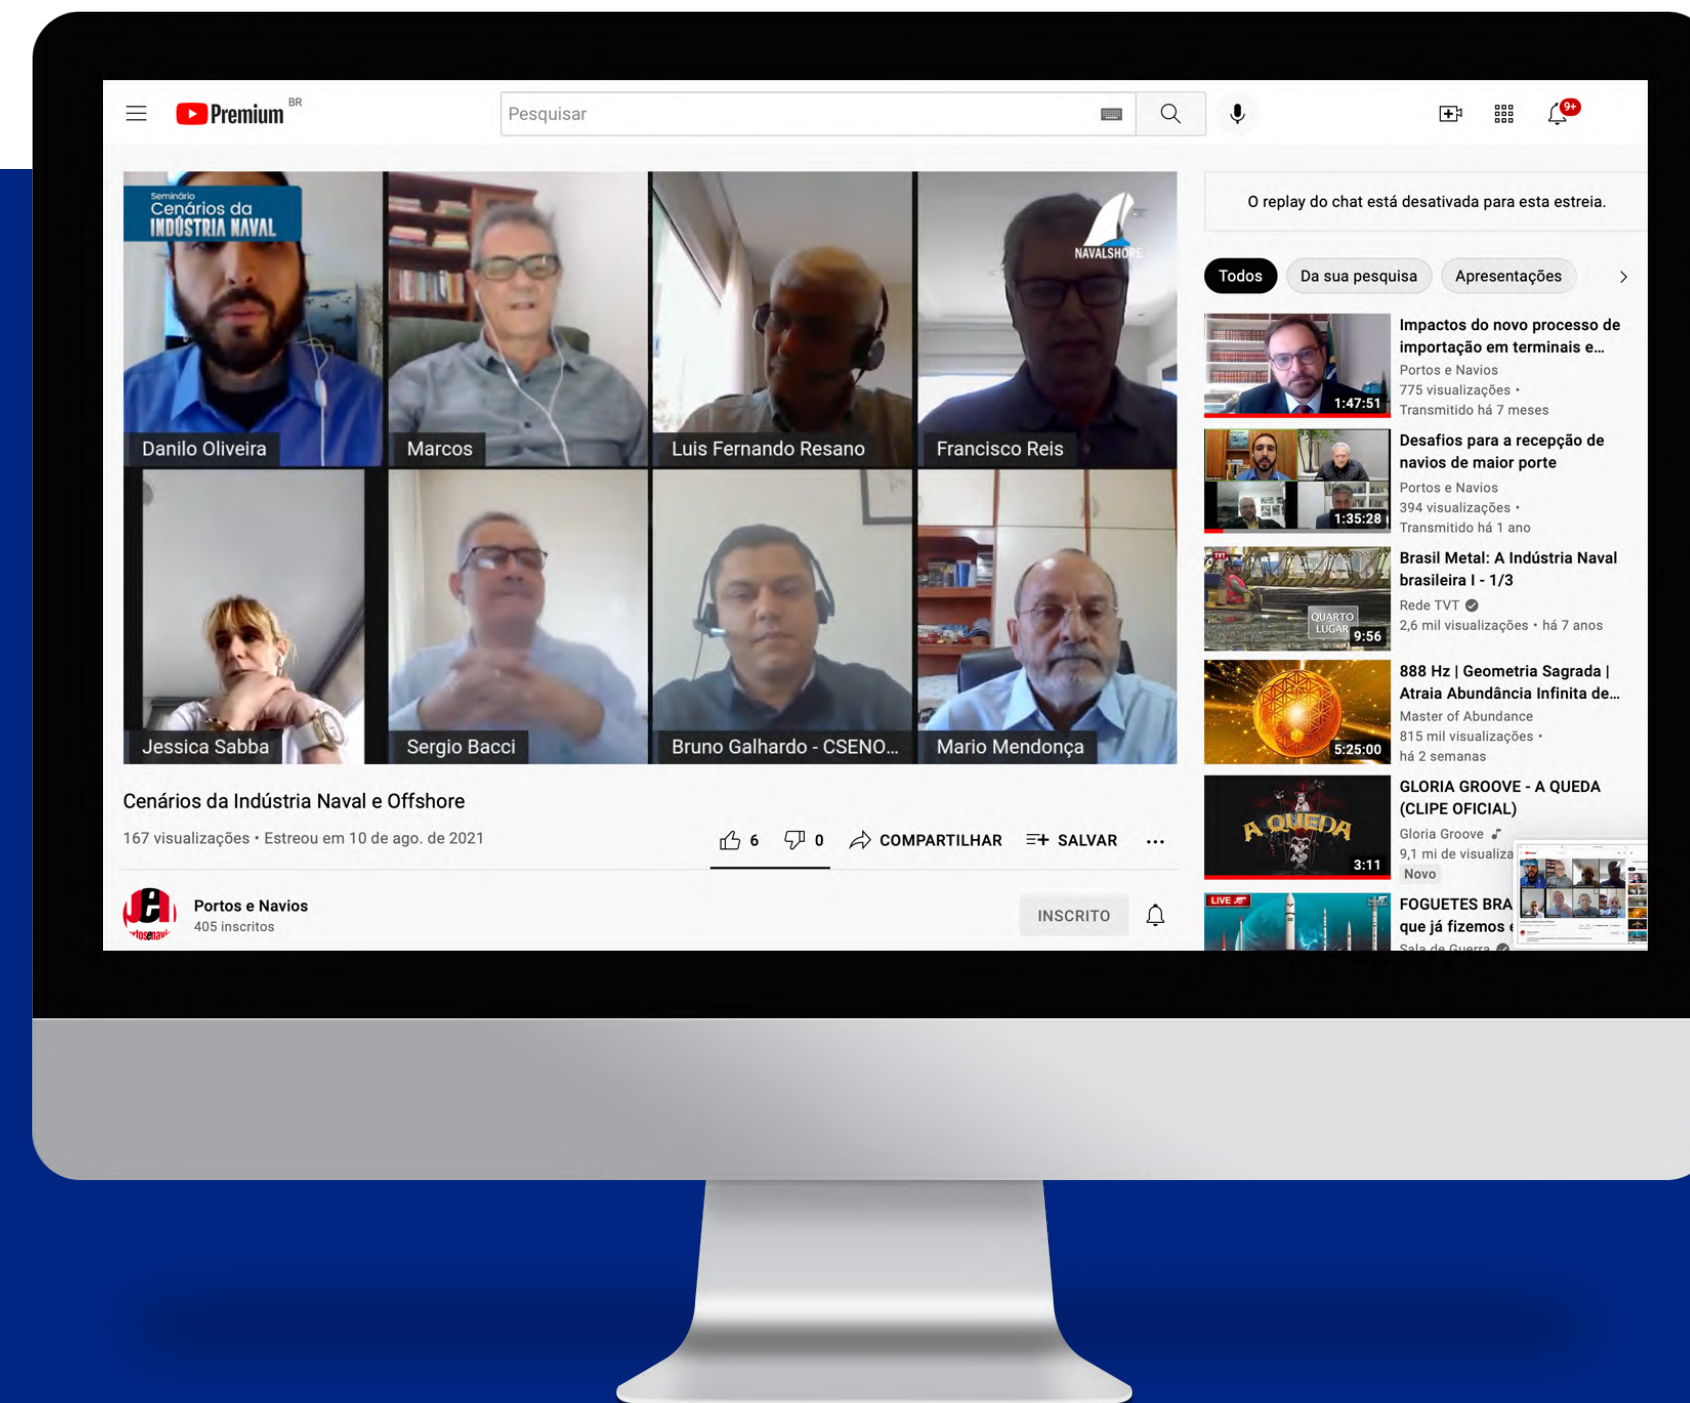 Premium BR
Pesquisar
9+
Seminário
Cenários da
INDÚSTRIA NAVAL
NAVALSHORE
Danilo Oliveira
Marcos
Luis Fernando Resano
Francisco Reis
Jessica Sabba
Sergio Bacci
Bruno Galhardo - CSENO...
Mario Mendonça
Cenários da Indústria Naval e Offshore
167 visualizações • Estreou em 10 de ago. de 2021
6
0
COMPARTILHAR
SALVAR
Portos e Navios
405 inscritos
INSCRITO
O replay do chat está desativada para esta estreia.
Todos
Da sua pesquisa
Apresentações
1:47:51
Impactos do novo processo de
importação em terminais e...
Portos e Navios
775 visualizações •
Transmitido há 7 meses
1:35:28
Desafios para a recepção de
navios de maior porte
Portos e Navios
394 visualizações •
Transmitido há 1 ano
TVT
QUARTO
LUGAR
9:56
Brasil Metal: A Indústria Naval
brasileira I - 1/3
Rede TVT
2,6 mil visualizações • há 7 anos
5:25:00
888 Hz | Geometria Sagrada |
Atraia Abundância Infinita de...
Master of Abundance
815 mil visualizações •
há 2 semanas
A QUEDA
3:11
GLORIA GROOVE - A QUEDA
(CLIPE OFICIAL)
Gloria Groove
9,1 mi de visualiza
Novo
LIVE
FOGUETES BRA
que já fizemos e
Sala de Guerra